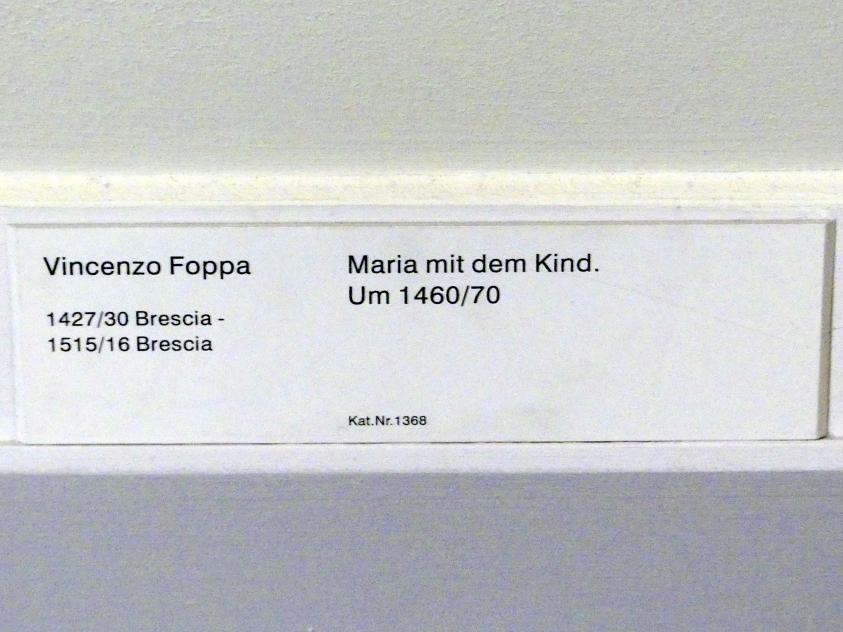 Vincenzo Foppa
1427/30 Brescia -
1515/16 Brescia
Maria mit dem Kind.
Um 1460/70
Kat.Nr.1368